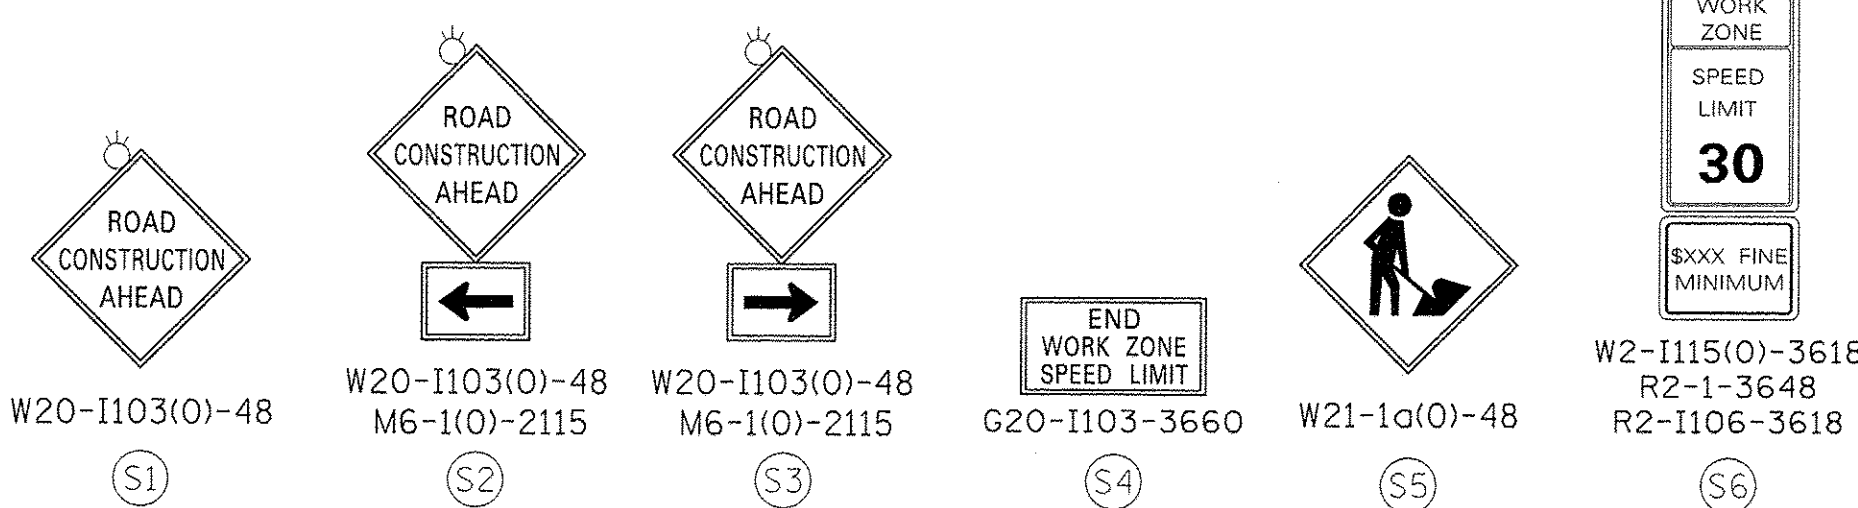 ROAD
CONSTRUCTION
AHEAD
W20-I103(O)-48
S1
ROAD
CONSTRUCTION
AHEAD
W20-I103(O)-48
M6-1(O)-2115
S2
ROAD
CONSTRUCTION
AHEAD
W20-I103(O)-48
M6-1(O)-2115
S3
END
WORK ZONE
SPEED LIMIT
G20-I103-3660
S4
W21-1a(O)-48
S5
WORK
ZONE
SPEED
LIMIT
30
$XXX FINE
MINIMUM
W2-I115(O)-3618
R2-1-3648
R2-I106-3618
S6